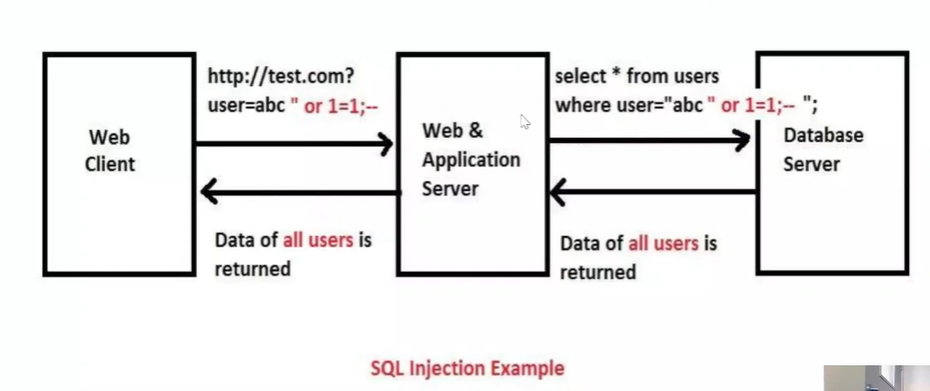 http://test.com?
user=abc " or 1=1;--
select * from users
where user="abc " or 1=1;-- ";
Web
Client
Web &
Application
Server
Database
Server
Data of all users is
returned
Data of all users is
returned
SQL Injection Example